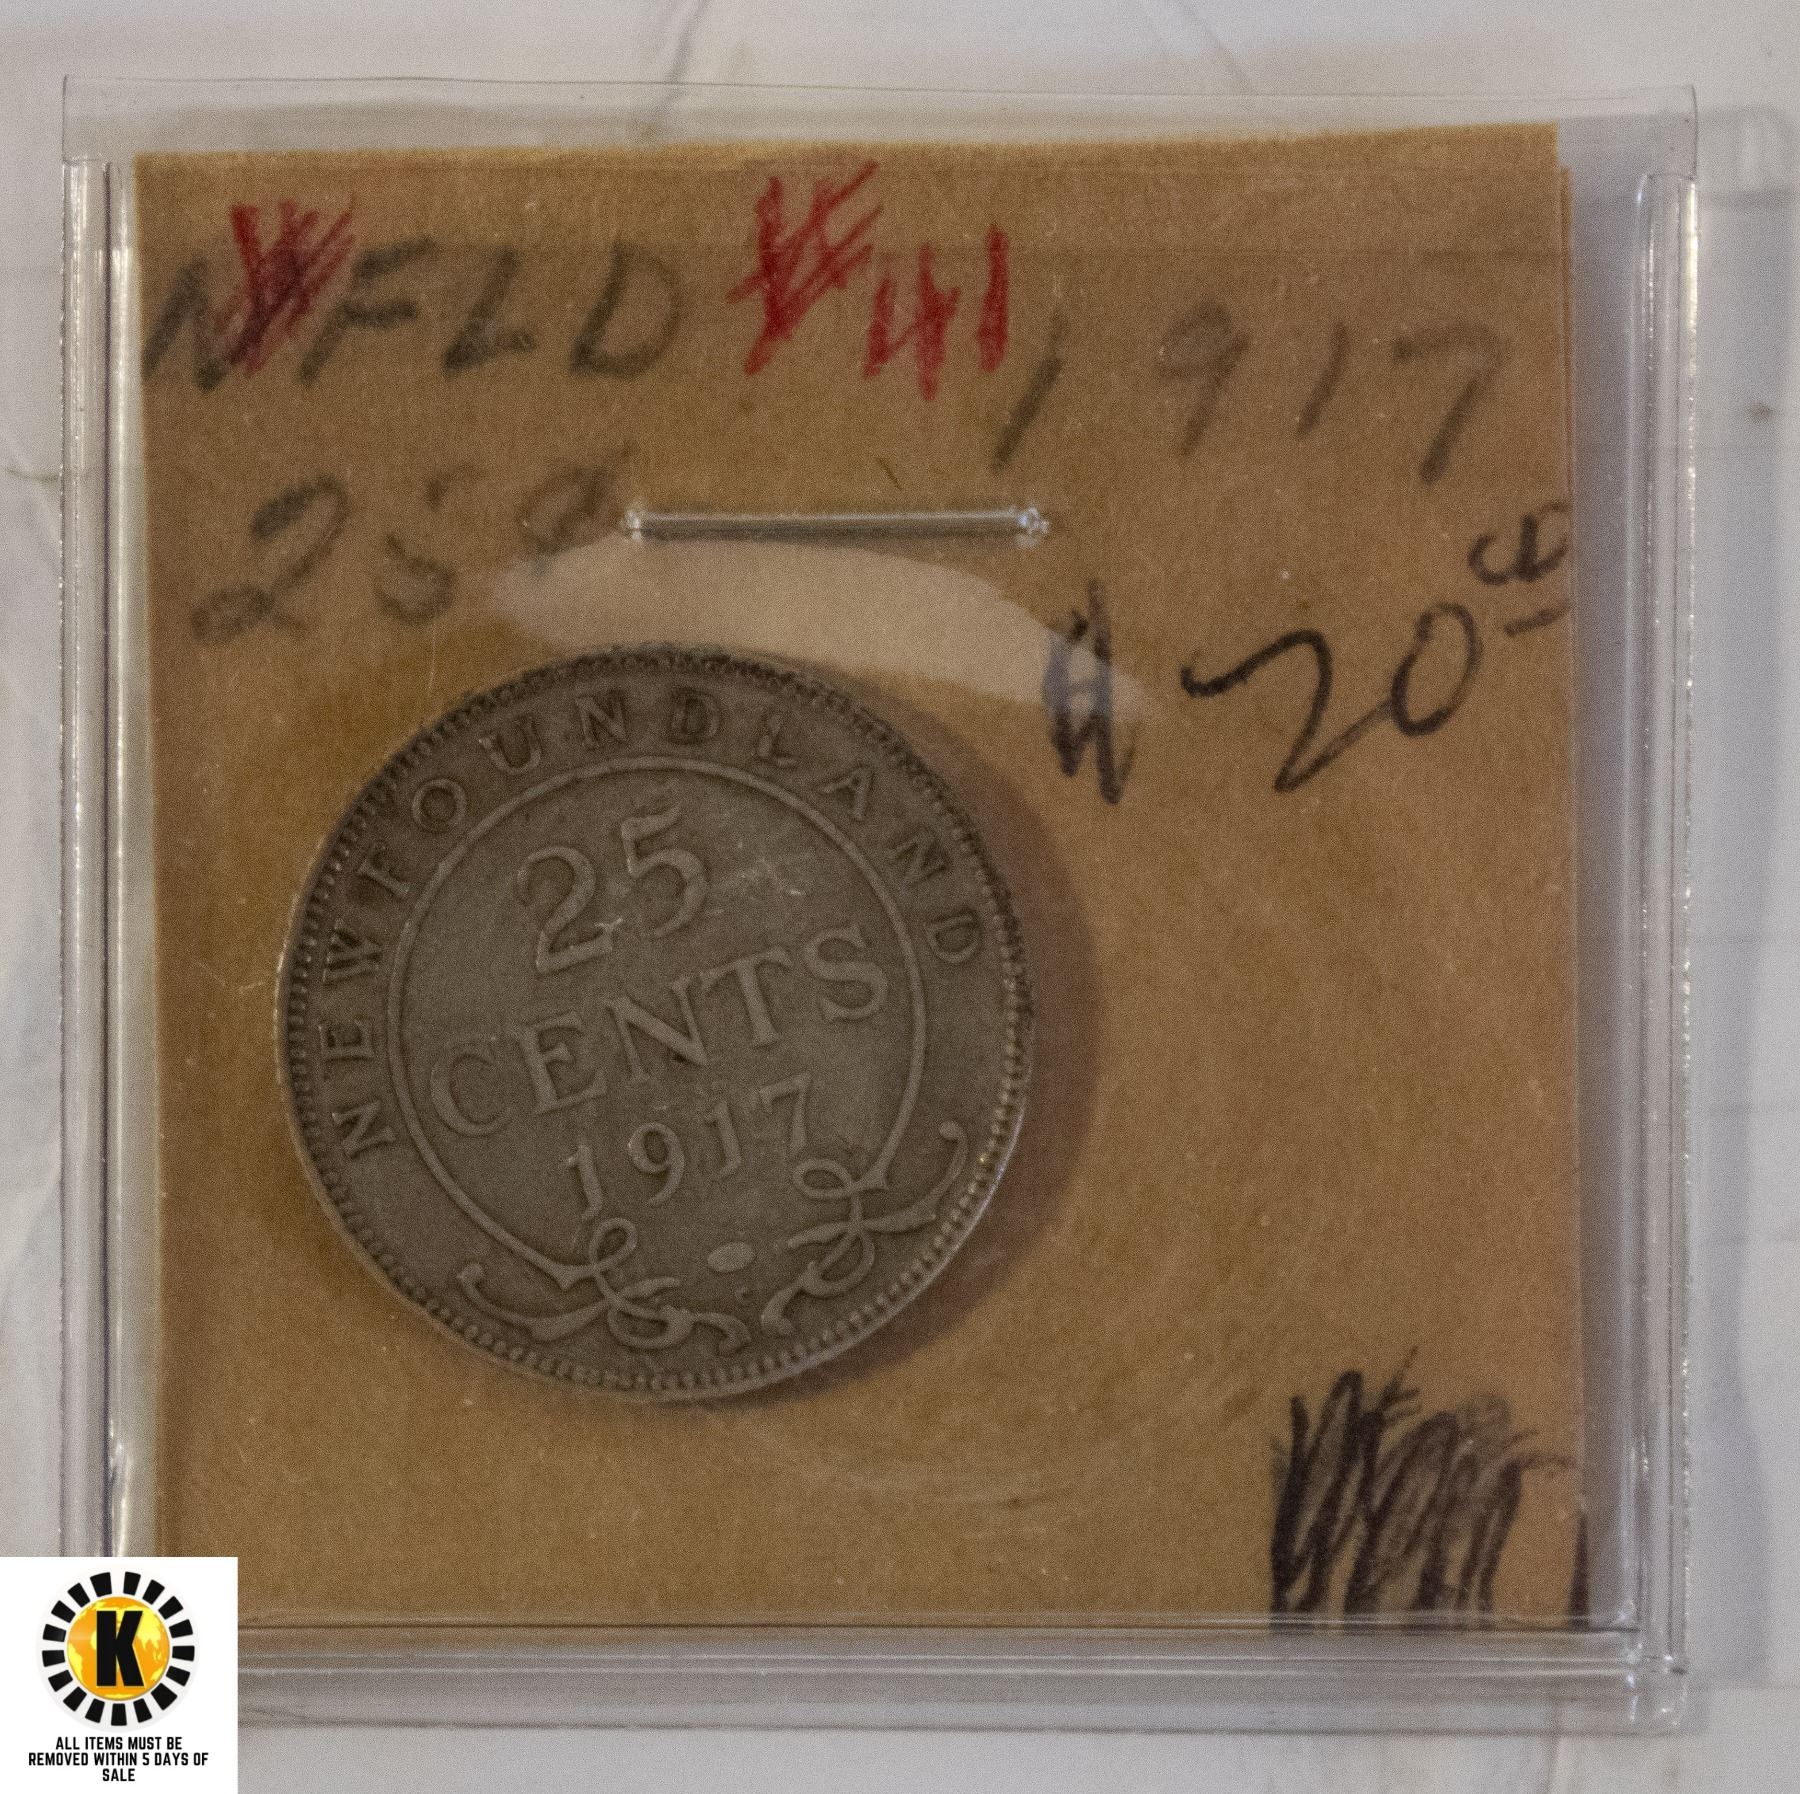 NFLD #41 1917
25¢
$20
NEWFOUNDLAND
25
CENTS
1917
K
ALL ITEMS MUST BE
REMOVED WITHIN 5 DAYS OF
SALE